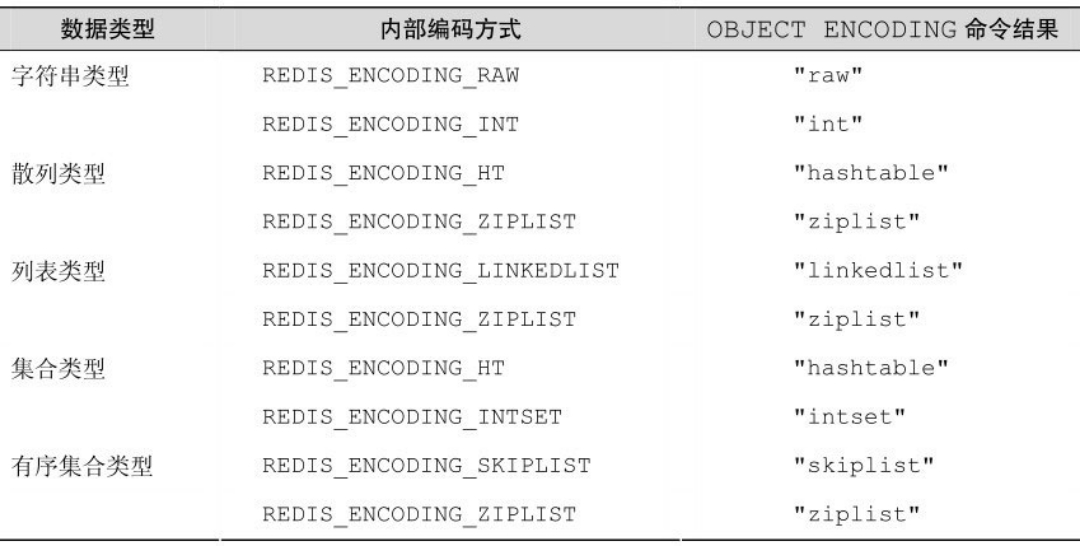 数据类型 内部编码方式 OBJECT ENCODING 命令结果
字符串类型 REDIS_ENCODING_RAW "raw"
REDIS_ENCODING_INT "int"
散列类型 REDIS_ENCODING_HT "hashtable"
REDIS_ENCODING_ZIPLIST "ziplist"
列表类型 REDIS_ENCODING_LINKEDLIST "linkedlist"
REDIS_ENCODING_ZIPLIST "ziplist"
集合类型 REDIS_ENCODING_HT "hashtable"
REDIS_ENCODING_INTSET "intset"
有序集合类型 REDIS_ENCODING_SKIPLIST "skiplist"
REDIS_ENCODING_ZIPLIST "ziplist"